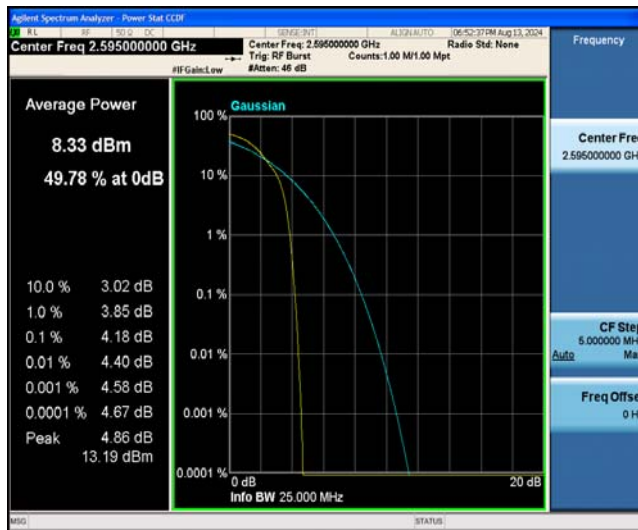 Agilent Spectrum Analyzer - Power Stat CCDF
RL RF 50 Ω DC SENSE:INT ALIGN AUTO 06:52:37 PM Aug 13, 2024
Center Freq 2.595000000 GHz
Center Freq: 2.595000000 GHz Radio Std: None
Trig: RF Burst Counts:1.00 M/1.00 Mpt
#IFGain:Low #Atten: 46 dB
Frequency
Average Power
8.33 dBm
49.78 % at 0dB
10.0 % 3.02 dB
1.0 % 3.85 dB
0.1 % 4.18 dB
0.01 % 4.40 dB
0.001 % 4.58 dB
0.0001 % 4.67 dB
Peak 4.86 dB
13.19 dBm
Gaussian
100 %
10 %
1 %
0.1 %
0.01 %
0.001 %
0.0001 %
0 dB 20 dB
Info BW 25.000 MHz
Center Fre
2.595000000 GH
CF Step
5.000000 MH
Auto Ma
Freq Offse
0 H
MSG STATUS